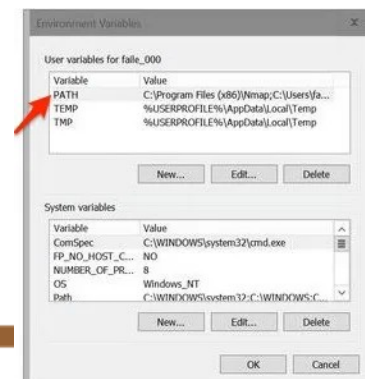 Environment Variables
User variables for faile_000
Variable Value
PATH C:\Program Files (x86)\Nmap;C:\Users\fa...
TEMP %USERPROFILE%\AppData\Local\Temp
TMP %USERPROFILE%\AppData\Local\Temp
New... Edit... Delete
System variables
Variable Value
ComSpec C:\WINDOWS\system32\cmd.exe
FP_NO_HOST_C... NO
NUMBER_OF_PR... 8
OS Windows_NT
Path C:\WINDOWS\system32;C:\WINDOWS;C...
New... Edit... Delete
OK Cancel